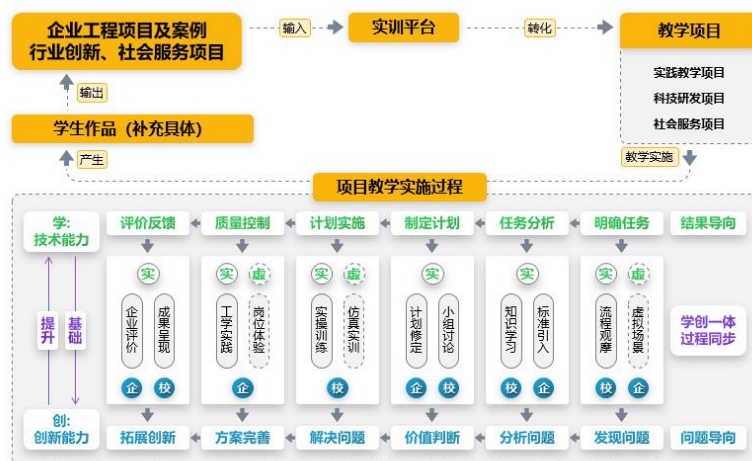 企业工程项目及案例
行业创新、社会服务项目
输入
实训平台
转化
教学项目
实践教学项目
科技研发项目
社会服务项目
输出
学生作品（补充具体）
产生
教学实施
项目教学实施过程
学:
技术能力
评价反馈
质量控制
计划实施
制定计划
任务分析
明确任务
结果导向
实
实
虚
实
虚
实
实
实
虚
企业评价
成果呈现
工学实践
岗位体验
实操训练
仿真实训
计划修定
小组讨论
知识学习
标准引入
流程观摩
虚拟场景
提升
基础
学创一体
过程同步
企
校
企
校
企
校
企
校
企
创:
创新能力
拓展创新
方案完善
解决问题
价值判断
分析问题
发现问题
问题导向